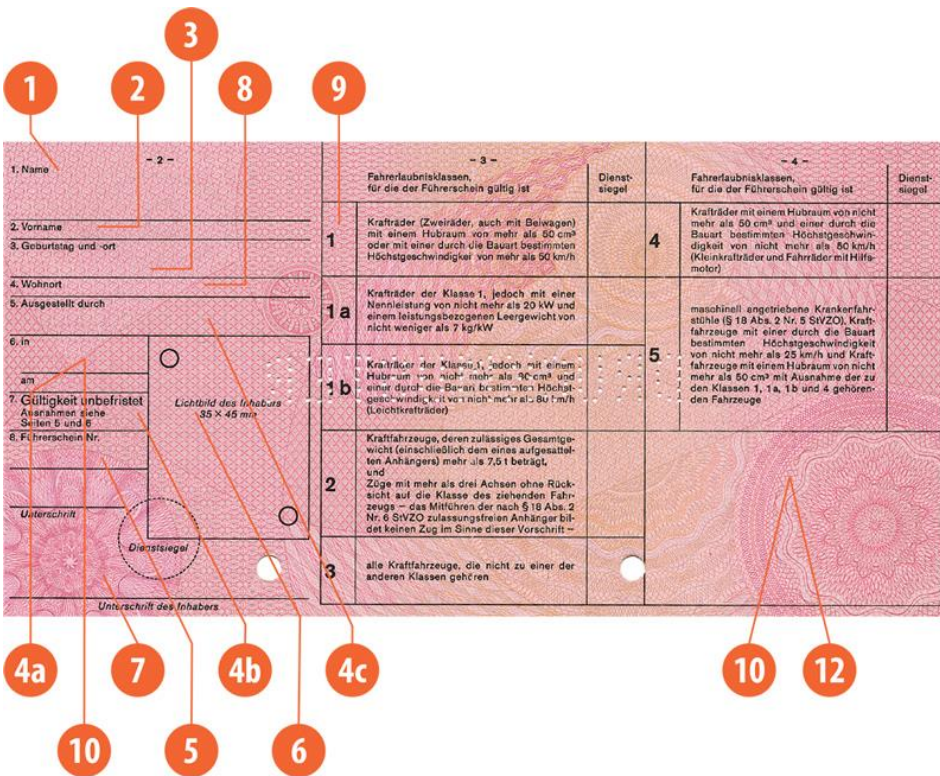 3
1
2
8
9
- 2 -
1. Name
2. Vorname
3. Geburtstag und -ort
4. Wohnort
5. Ausgestellt durch
6. in
am
7. Gültigkeit unbefristet
Ausnahmen siehe
Seiten 5 und 6
8. Führerschein Nr.
Unterschrift
Lichtbild des Inhabers
35 × 45 mm
Dienstsiegel
Unterschrift des Inhabers
- 3 -
Fahrerlaubnisklassen,
für die der Führerschein gültig ist
Dienst-
siegel
1
Krafträder (Zweiräder, auch mit Beiwagen)
mit einem Hubraum von mehr als 50 cm³
oder mit einer durch die Bauart bestimmten
Höchstgeschwindigkeit von mehr als 50 km/h
1a
Krafträder der Klasse 1, jedoch mit einer
Nennleistung von nicht mehr als 20 kW und
einem leistungsbezogenen Leergewicht von
nicht weniger als 7 kg/kW
1b
Krafträder der Klasse 1, jedoch mit einem
Hubraum von nicht mehr als 80 cm³ und
einer durch die Bauart bestimmten Höchst-
geschwindigkeit von nicht mehr als 80 km/h
(Leichtkrafträder)
2
Kraftfahrzeuge, deren zulässiges Gesamtge-
wicht (einschließlich dem eines aufgesattel-
ten Anhängers) mehr als 7,5 t beträgt,
und
Züge mit mehr als drei Achsen ohne Rück-
sicht auf die Klasse des ziehenden Fahr-
zeugs – das Mitführen der nach § 18 Abs. 2
Nr. 6 StVZO zulassungsfreien Anhänger bil-
det keinen Zug im Sinne dieser Vorschrift –
3
alle Kraftfahrzeuge, die nicht zu einer der
anderen Klassen gehören
- 4 -
Fahrerlaubnisklassen,
für die der Führerschein gültig ist
Dienst-
siegel
4
Krafträder mit einem Hubraum von nicht
mehr als 50 cm³ und einer durch die
Bauart bestimmten Höchstgeschwin-
digkeit von nicht mehr als 50 km/h
(Kleinkrafträder und Fahrräder mit Hilfs-
motor)
5
maschinell angetriebene Krankenfahr-
stühle (§ 18 Abs. 2 Nr. 5 StVZO), Kraft-
fahrzeuge mit einer durch die Bauart
bestimmten Höchstgeschwindigkeit
von nicht mehr als 25 km/h und Kraft-
fahrzeuge mit einem Hubraum von nicht
mehr als 50 cm³ mit Ausnahme der zu
den Klassen 1, 1a, 1b und 4 gehören-
den Fahrzeuge
4a
7
4b
4c
10
12
10
5
6